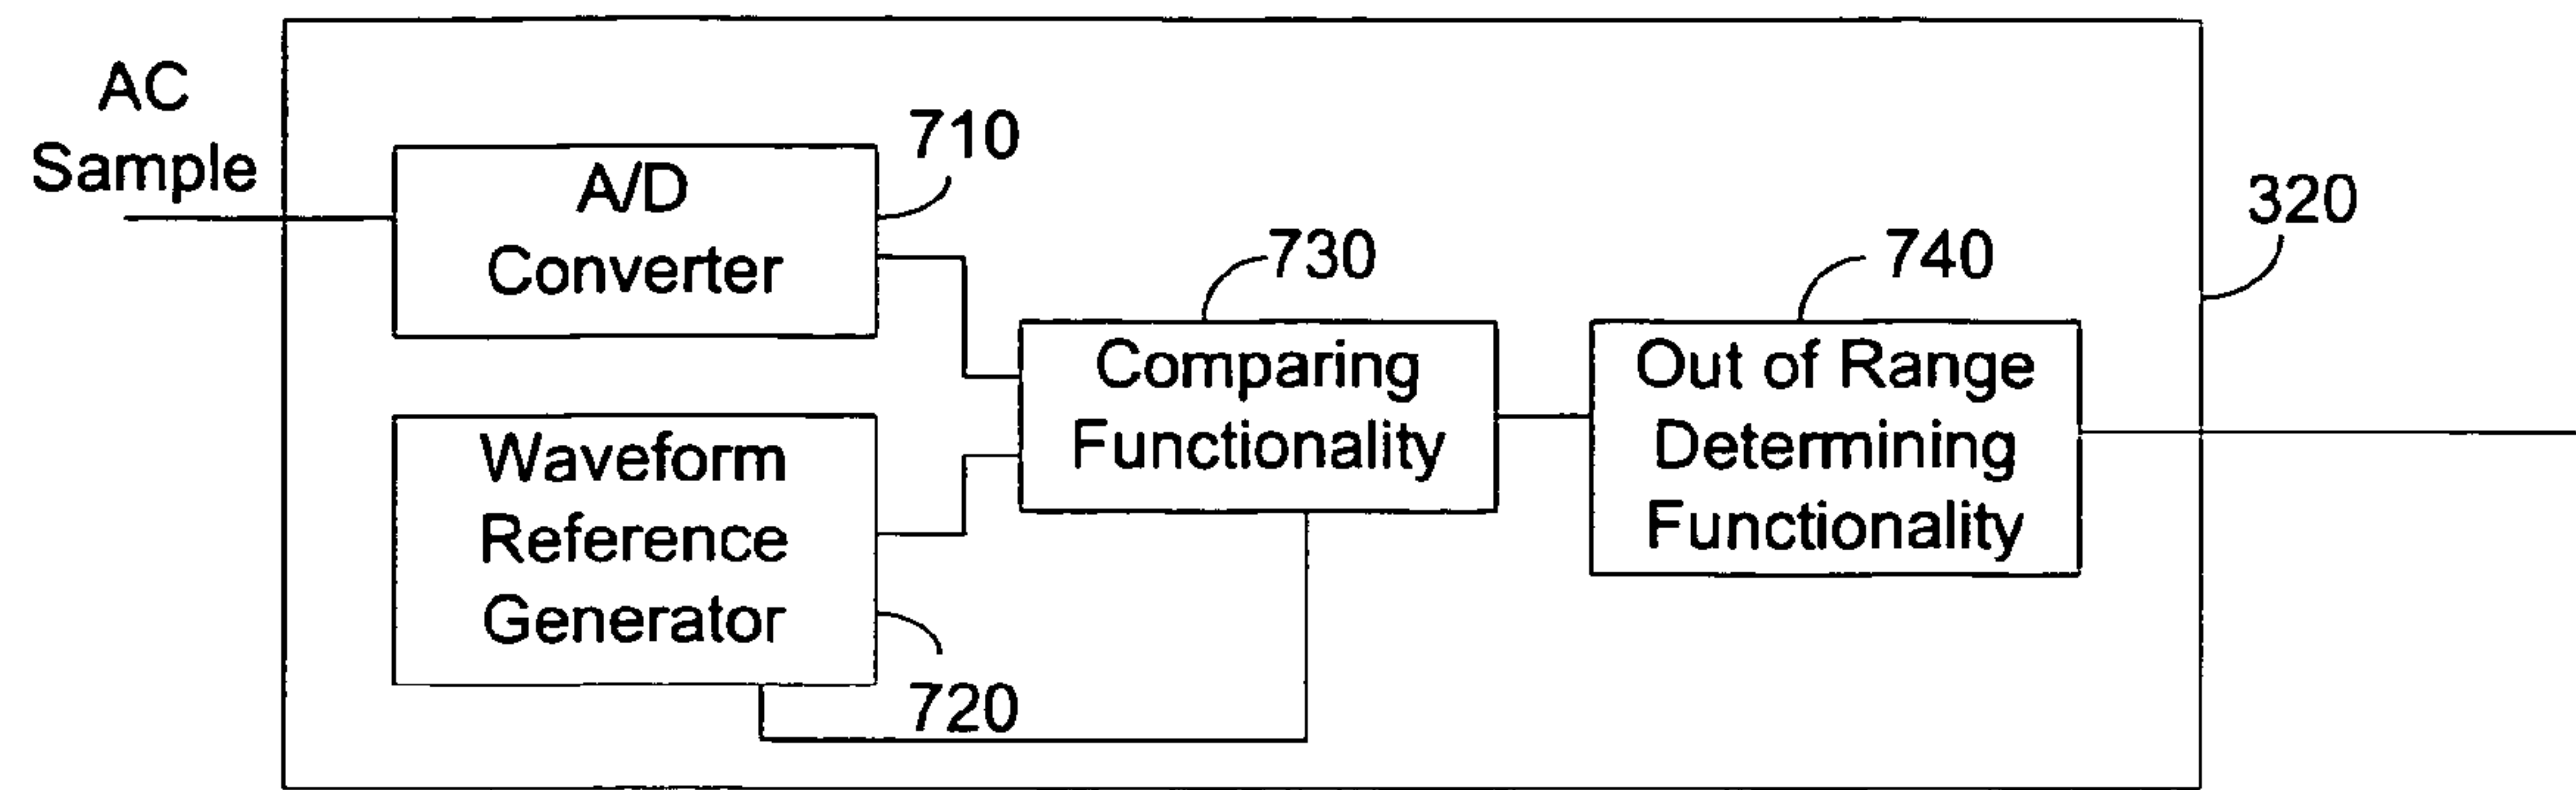 AC
Sample
A/D
Converter
710
Waveform
Reference
Generator
720
730
Comparing
Functionality
740
Out of Range
Determining
Functionality
320